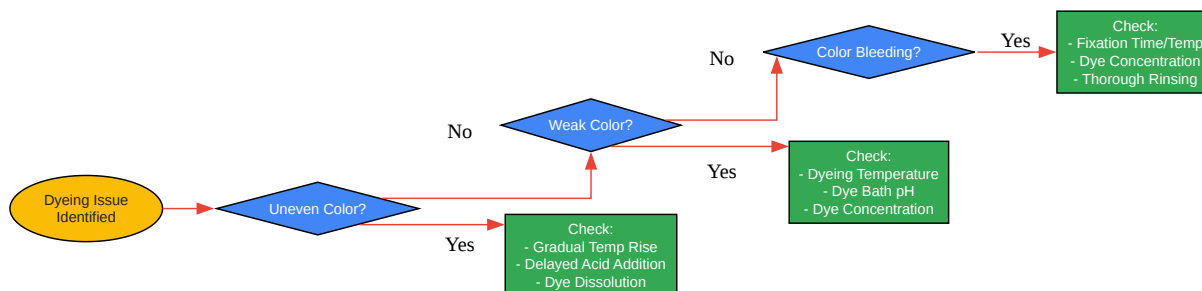 Dyeing Issue
Identified
Uneven Color?
Yes
Check:
- Gradual Temp Rise
- Delayed Acid Addition
- Dye Dissolution
No
Weak Color?
Yes
Check:
- Dyeing Temperature
- Dye Bath pH
- Dye Concentration
No
Color Bleeding?
Yes
Check:
- Fixation Time/Temp
- Dye Concentration
- Thorough Rinsing